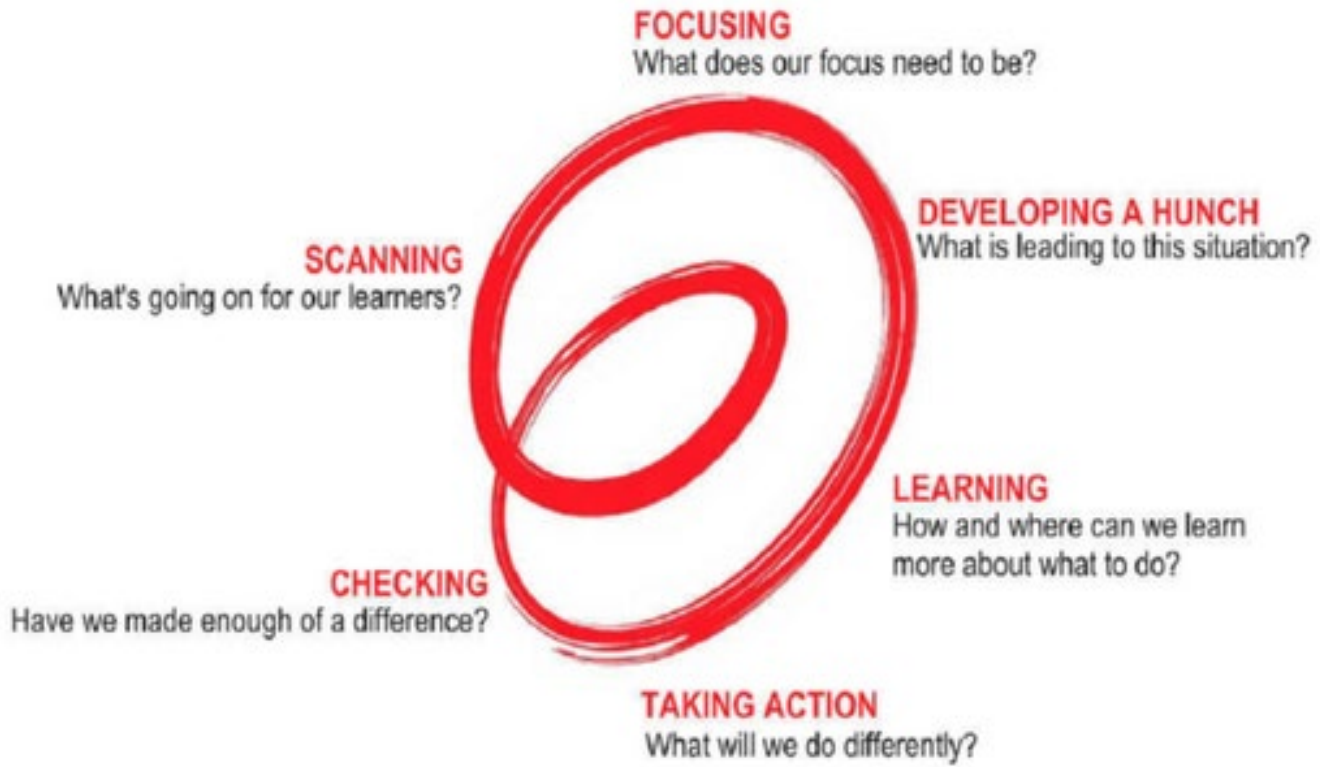 FOCUSING
What does our focus need to be?
DEVELOPING A HUNCH
What is leading to this situation?
SCANNING
What's going on for our learners?
LEARNING
How and where can we learn
more about what to do?
CHECKING
Have we made enough of a difference?
TAKING ACTION
What will we do differently?